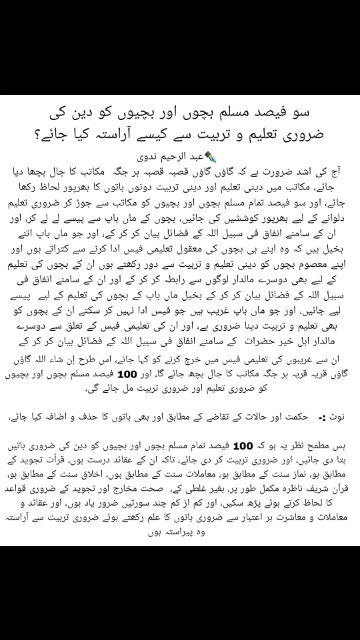 سو فیصد مسلم بچوں اور بچیوں کو دین کی
ضروری تعلیم و تربیت سے کیسے آراستہ کیا جائے؟
✒️عبد الرحیم ندوی
آج کی اشد ضرورت ہے کہ گاؤں گاؤں قصبہ قصبہ ہر جگہ مکاتب کا جال بچھا دیا
جائے، مکاتب میں دینی تعلیم اور دینی تربیت دونوں باتوں کا بھرپور لحاظ رکھا
جائے، اور سو فیصد تمام مسلم بچوں اور بچیوں کو مکاتب سے جوڑ کر ضروری تعلیم
دلوانے کے لیے بھرپور کوششیں کی جائیں، بچوں کے ماں باپ سے پیسے لے لے کر، اور
ان کے سامنے انفاق فی سبیل اللہ کے فضائل بیان کر کر کے، اور جو ماں باپ اتنے
بخیل ہیں کہ وہ اپنے ہی بچوں کی معقول تعلیمی فیس ادا کرنے سے کتراتے ہوں اور
اپنے معصوم بچوں کو دینی تعلیم و تربیت سے دور رکھتے ہوں ان کے بچوں کی تعلیم
کے لیے بھی دوسرے مالدار لوگوں سے رابطہ کر کر کے اور ان کے سامنے انفاق فی
سبیل اللہ کے فضائل بیان کر کر کے بخیل ماں باپ کے بچوں کی تعلیم کے لیے پیسے
لیے جائیں، اور جو ماں باپ غریب ہیں جو فیس ادا نہیں کر سکتے ان کے بچوں کو
بھی تعلیم و تربیت دینا ضروری ہے، اور ان کی تعلیمی فیس کے تعلق سے دوسرے
مالدار اہل خیر حضرات کے سامنے انفاق فی سبیل اللہ کے فضائل بیان کر کر کے
ان سے غریبوں کی تعلیمی فیس میں خرچ کرنے کو کہا جائے، اس طرح إن شاء اللہ گاؤں
گاؤں قریہ قریہ ہر جگہ مکاتب کا جال بچھ جائے گا، اور 100 فیصد مسلم بچوں اور بچیوں
کو ضروری تعلیم اور ضروری تربیت مل جائے گی،
نوٹ :- حکمت اور حالات کے تقاضے کے مطابق اور بھی باتوں کا حذف و اضافہ کیا جائے،
بس مطمح نظر یہ ہو کہ 100 فیصد تمام مسلم بچوں اور بچیوں کو دین کی ضروری باتیں
بتا دی جائیں، اور ضروری تربیت کر دی جائے، تاکہ ان کے عقائد درست ہوں، قرآت تجوید کے
مطابق ہو، نماز سنت کے مطابق ہو، معاملات سنت کے مطابق ہوں، اخلاق سنت کے مطابق ہو،
قرآن شریف ناظرہ مکمل طور پر، بغیر غلطی کے، صحت مخارج اور تجوید کے ضروری قواعد
کا لحاظ کرتے ہوئے پڑھ سکیں، اور کم از کم چند سورتیں ضرور یاد ہوں، اور عقائد و
معاملات و معاشرت ہر اعتبار سے ضروری باتوں کا علم رکھتے ہوئے ضروری تربیت سے آراستہ
وہ پیراستہ ہوں